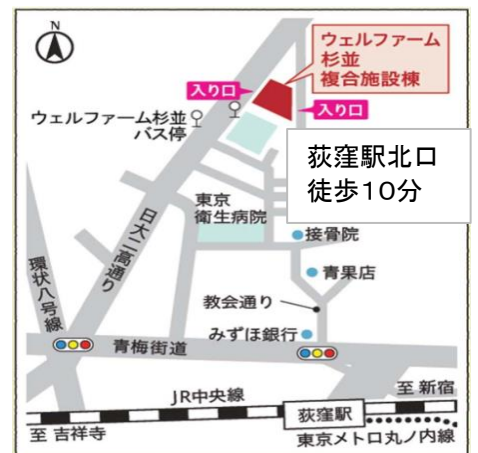 N
ウェルファーム
杉並
複合施設棟
入り口
入り口
ウェルファーム杉並
バス停
荻窪駅北口
徒歩10分
東京
衛生病院
接骨院
日大二高通り
青果店
環状八号線
教会通り
みずほ銀行
青梅街道
JR中央線
至 新宿
荻窪駅
至 吉祥寺
東京メトロ丸ノ内線